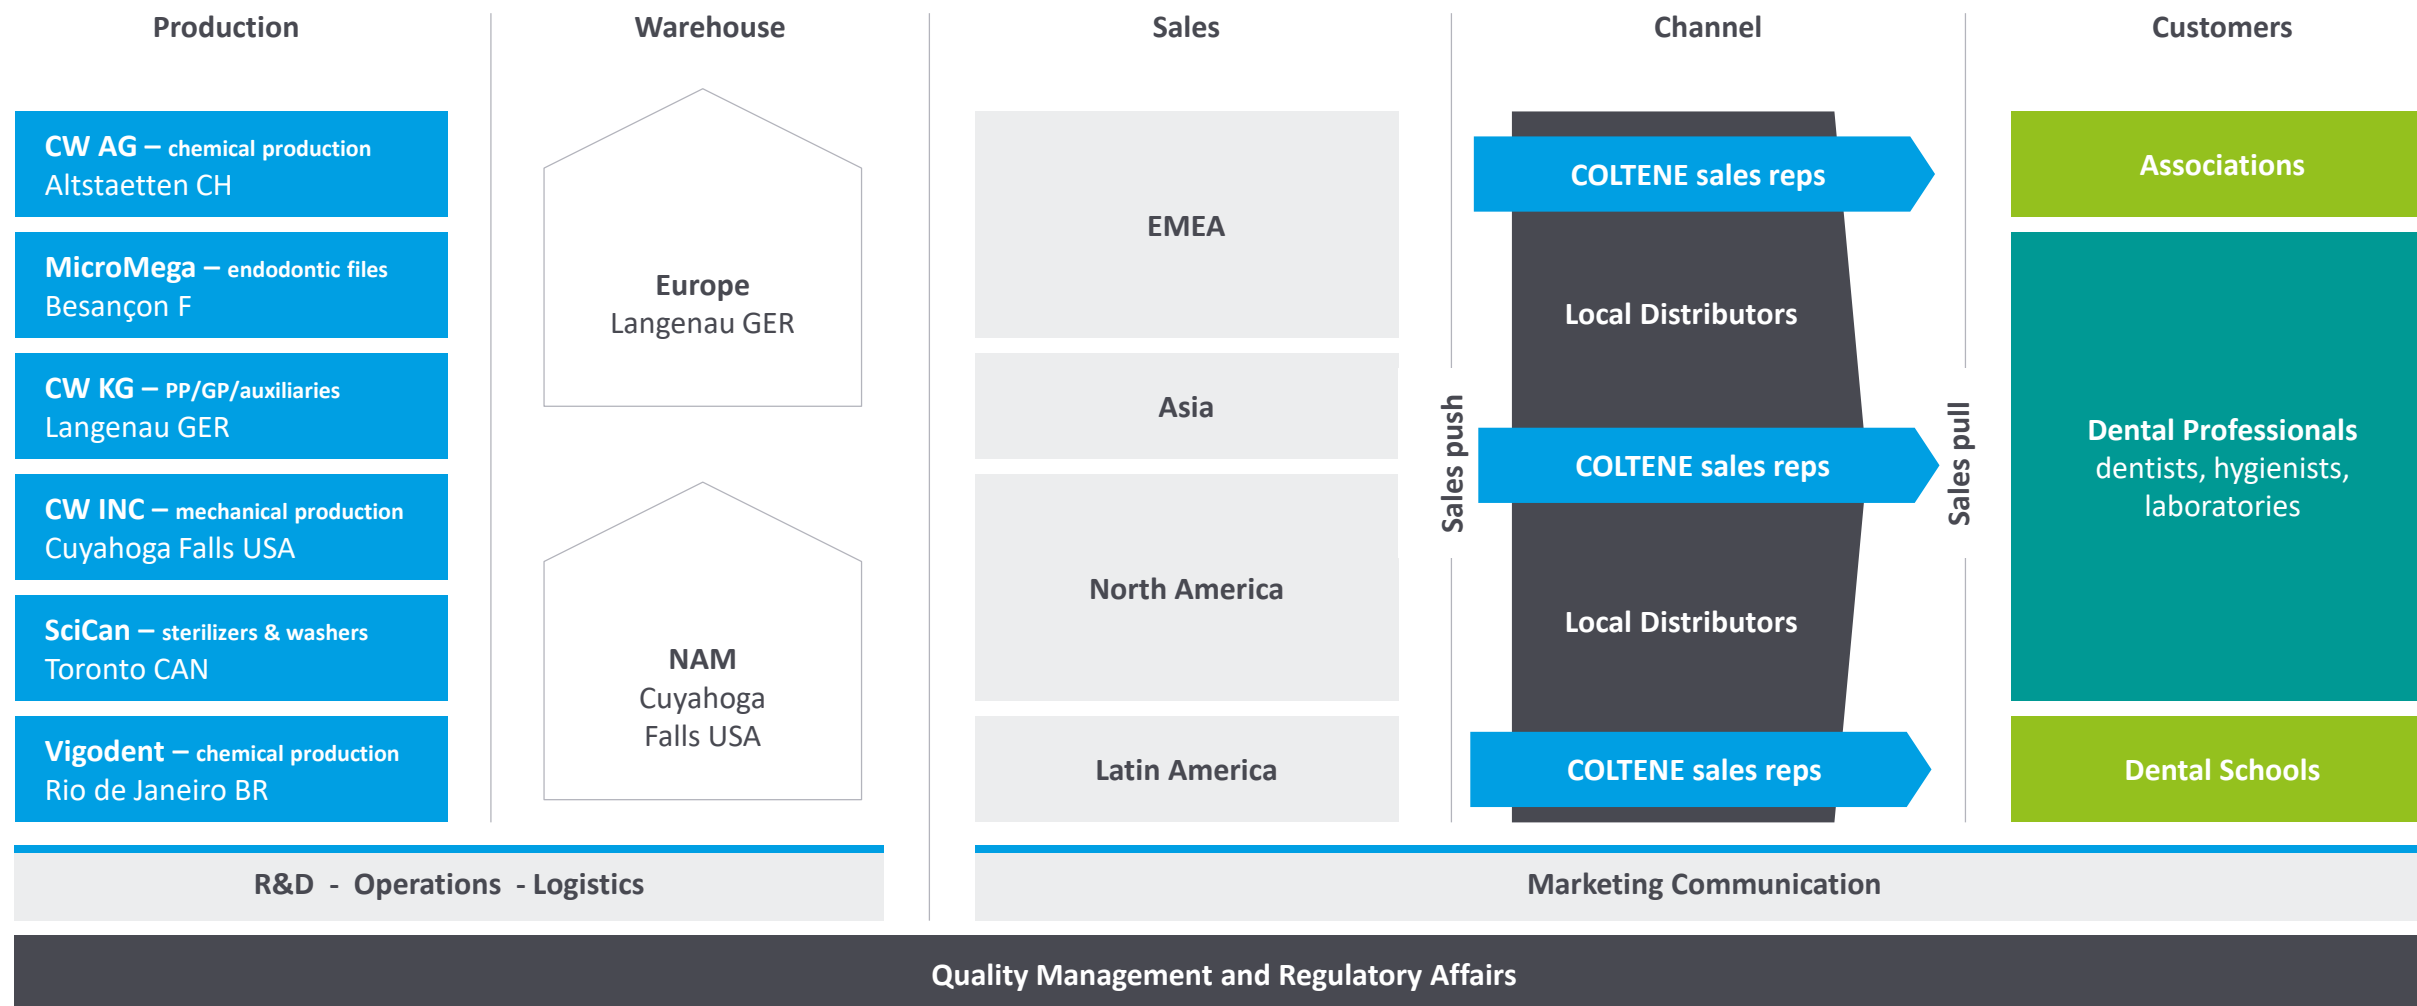 Production
Warehouse
Sales
Channel
Customers
CW AG – chemical production
Altstaetten CH
MicroMega – endodontic files
Besançon F
CW KG – PP/GP/auxiliaries
Langenau GER
CW INC – mechanical production
Cuyahoga Falls USA
SciCan – sterilizers & washers
Toronto CAN
Vigodent – chemical production
Rio de Janeiro BR
Europe
Langenau GER
NAM
Cuyahoga
Falls USA
EMEA
Asia
North America
Latin America
Sales push
COLTENE sales reps
Local Distributors
COLTENE sales reps
Local Distributors
COLTENE sales reps
Sales pull
Associations
Dental Professionals
dentists, hygienists,
laboratories
Dental Schools
R&D - Operations - Logistics
Marketing Communication
Quality Management and Regulatory Affairs